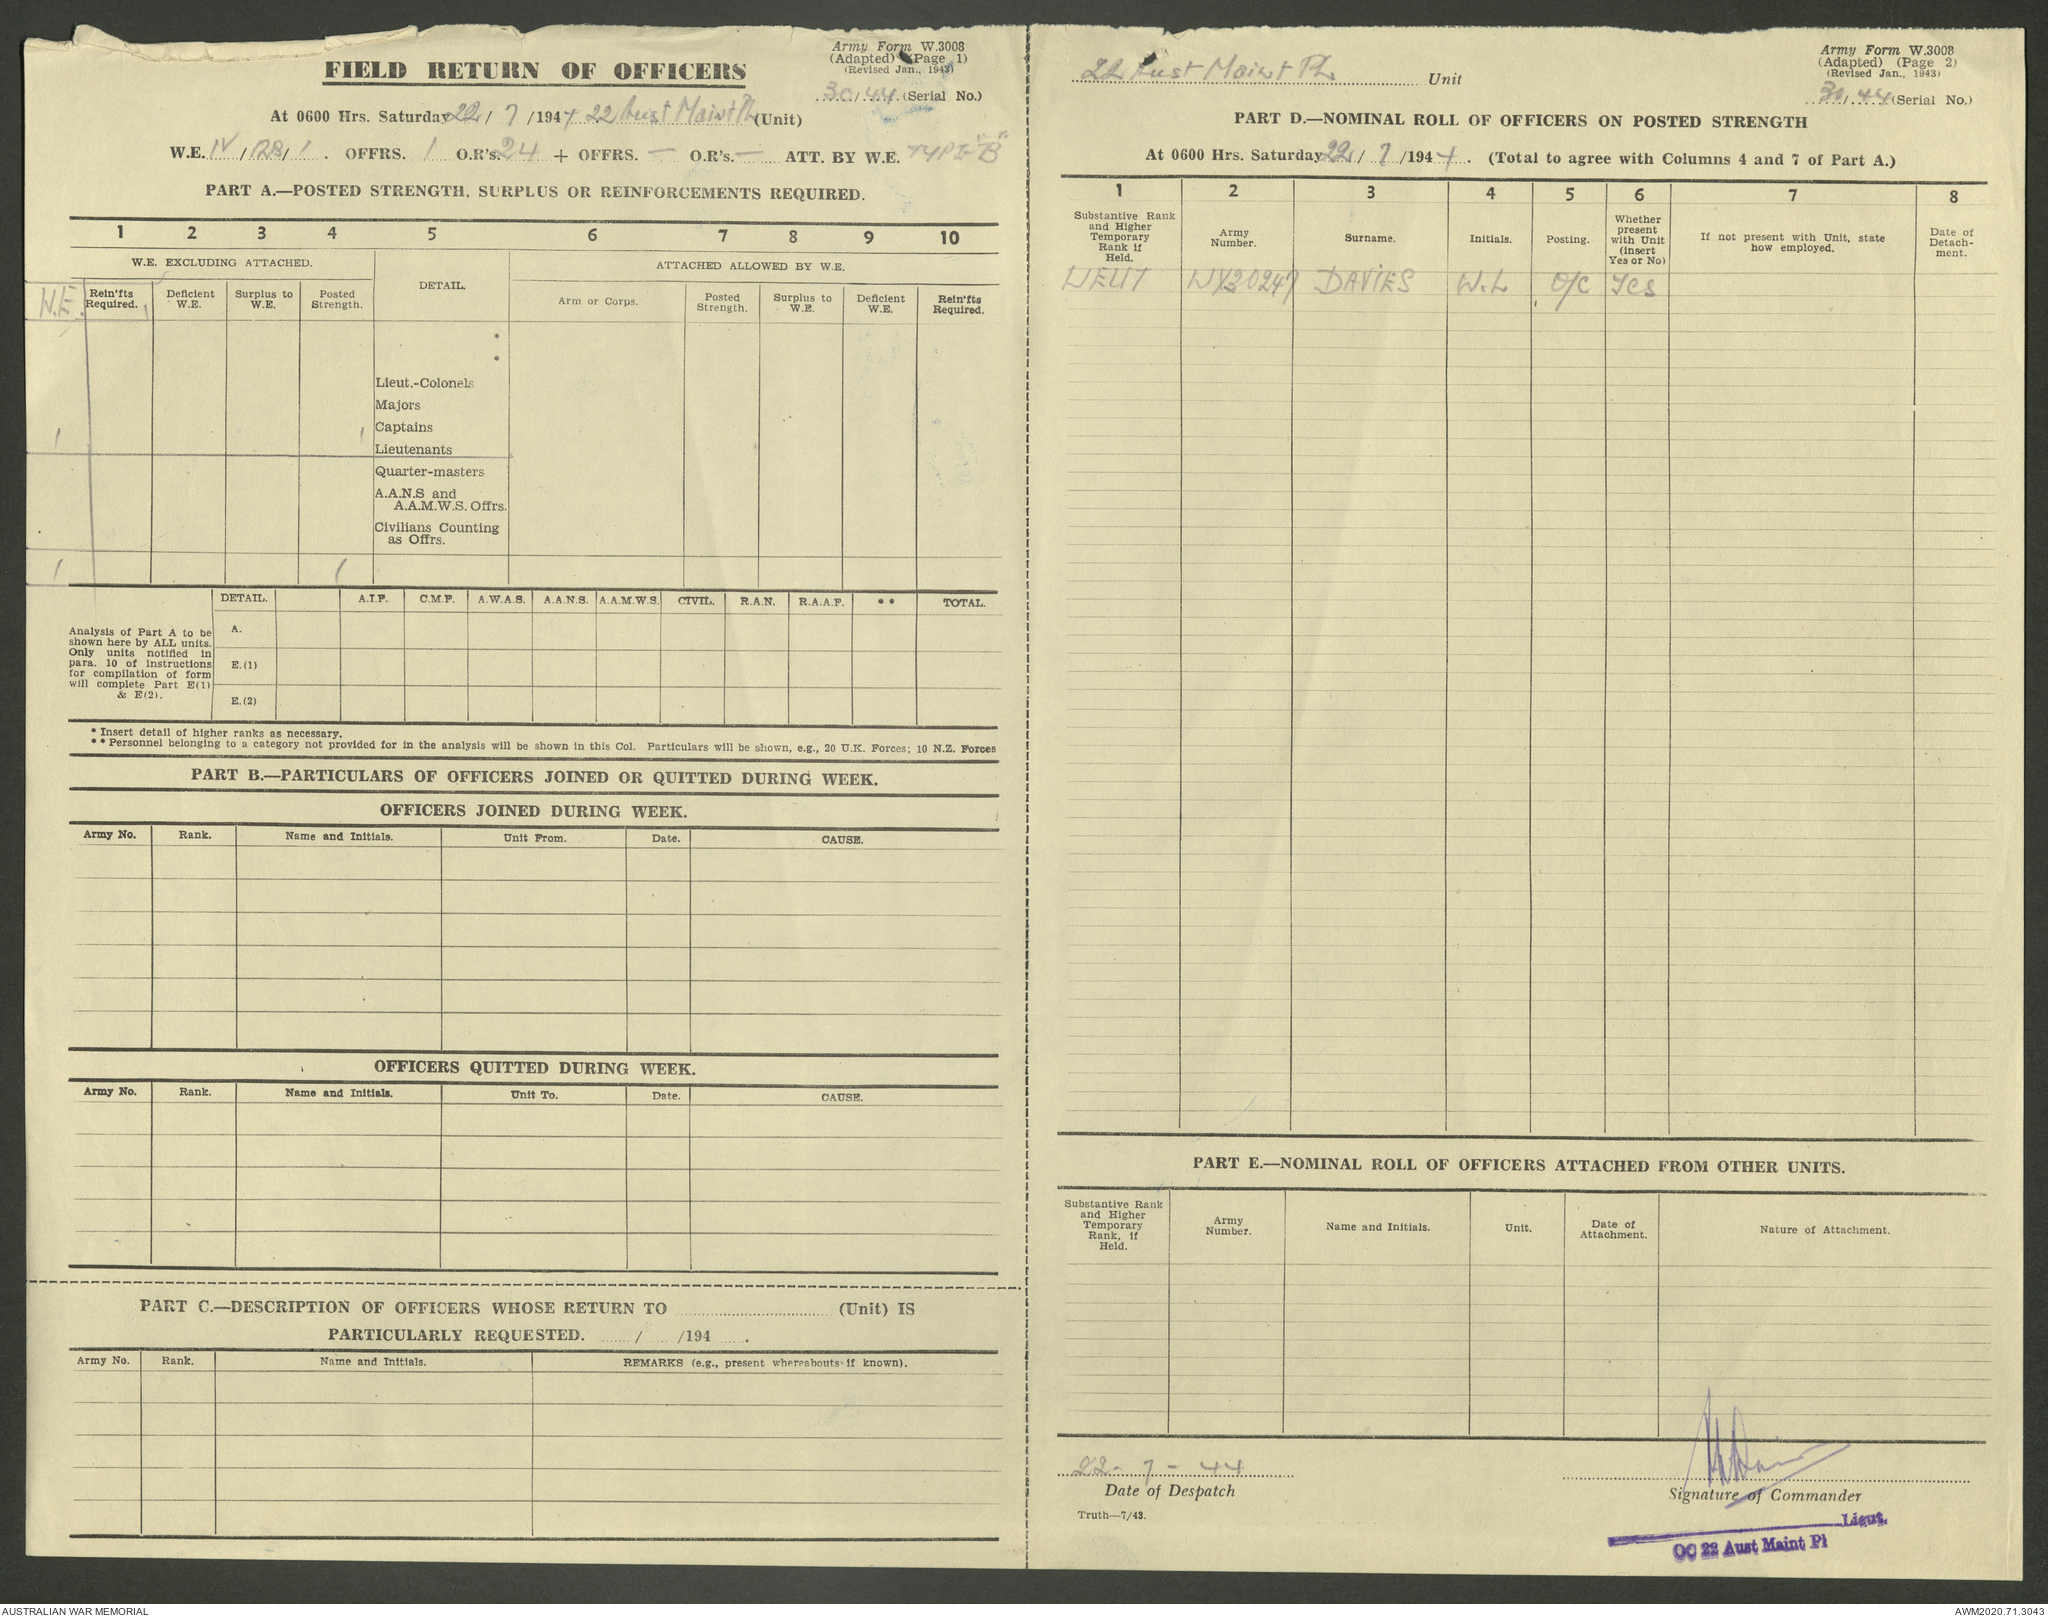 Army Form W.3008
(Adapted) (Page 1)
(Revised Jan., 1943)
FIELD RETURN OF OFFICERS
30/44 (Serial No.)
At 0600 Hrs. Saturday 22/7/1944 22 Aust Maint Pl (Unit)
W.E. IV/12B/1. OFFRS. 1 O.R's. 24 + OFFRS. — O.R's. — ATT. BY W.E. TYPE "B"
PART A.—POSTED STRENGTH, SURPLUS OR REINFORCEMENTS REQUIRED.
1 2 3 4 5 6 7 8 9 10
W.E. EXCLUDING ATTACHED. DETAIL. ATTACHED ALLOWED BY W.E.
W.E. Rein'fts Required. Deficient W.E. Surplus to W.E. Posted Strength. Arm or Corps. Posted Strength. Surplus to W.E. Deficient W.E. Rein'fts Required.
*
*
Lieut.-Colonels
Majors
Captains
1 1 Lieutenants
Quarter-masters
A.A.N.S and
A.A.M.W.S. Offrs.
Civilians Counting
as Offrs.
1 1
DETAIL. A.I.F. C.M.F. A.W.A.S. A.A.N.S. A.A.M.W.S. CIVIL. R.A.N. R.A.A.F. ** TOTAL.
Analysis of Part A to be
shown here by ALL units.
Only units notified in
para. 10 of instructions
for compilation of form
will complete Part E(1)
& E(2).
A.
E.(1)
E.(2)
* Insert detail of higher ranks as necessary.
** Personnel belonging to a category not provided for in the analysis will be shown in this Col. Particulars will be shown, e.g., 20 U.K. Forces; 10 N.Z. Forces
PART B.—PARTICULARS OF OFFICERS JOINED OR QUITTED DURING WEEK.
OFFICERS JOINED DURING WEEK.
Army No. Rank. Name and Initials. Unit From. Date. CAUSE.
OFFICERS QUITTED DURING WEEK.
Army No. Rank. Name and Initials. Unit To. Date. CAUSE.
PART C.—DESCRIPTION OF OFFICERS WHOSE RETURN TO (Unit) IS
PARTICULARLY REQUESTED. / /194 .
Army No. Rank. Name and Initials. REMARKS (e.g., present whereabouts if known).
Army Form W.3008
(Adapted) (Page 2)
(Revised Jan., 1943)
22 Aust Maint Pl Unit
30/44 (Serial No.)
PART D.—NOMINAL ROLL OF OFFICERS ON POSTED STRENGTH
At 0600 Hrs. Saturday 22/7/1944. (Total to agree with Columns 4 and 7 of Part A.)
1 2 3 4 5 6 7 8
Substantive Rank and Higher Temporary Rank if Held. Army Number. Surname. Initials. Posting. Whether present with Unit (insert Yes or No) If not present with Unit, state how employed. Date of Detachment.
LIEUT WX30247 DAVIES W.L O/C Yes
PART E.—NOMINAL ROLL OF OFFICERS ATTACHED FROM OTHER UNITS.
Substantive Rank and Higher Temporary Rank, if Held. Army Number. Name and Initials. Unit. Date of Attachment. Nature of Attachment.
22-7-44
Date of Despatch
Signature of Commander
Truth—7/43.
Lieut.
OC 22 Aust Maint Pl
AUSTRALIAN WAR MEMORIAL
AWM2020.71.3043